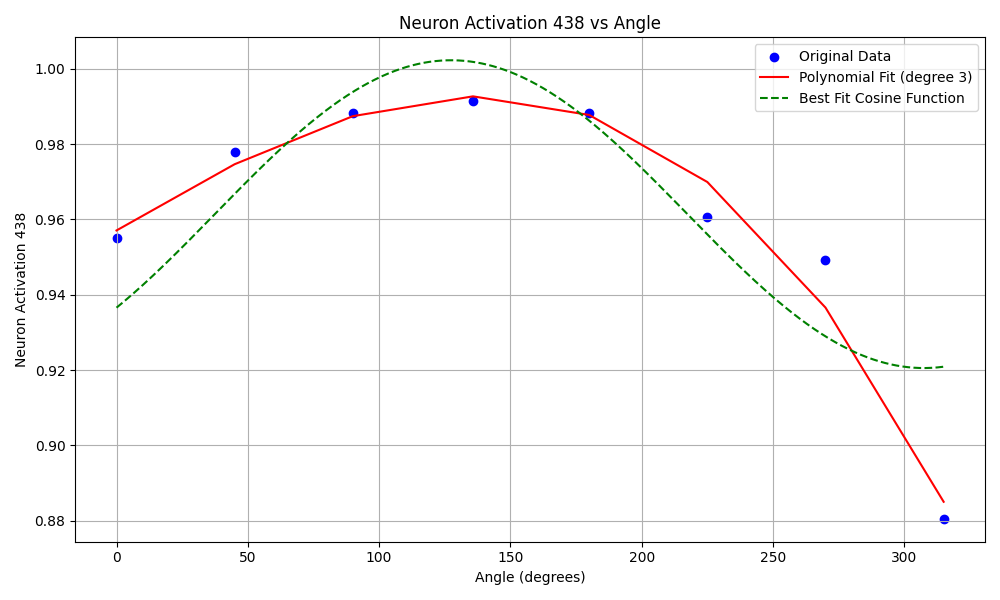 Neuron Activation 438 vs Angle
Original Data
Polynomial Fit (degree 3)
Best Fit Cosine Function
Neuron Activation 438
1.00
0.98
0.96
0.94
0.92
0.90
0.88
0 50 100 150 200 250 300
Angle (degrees)